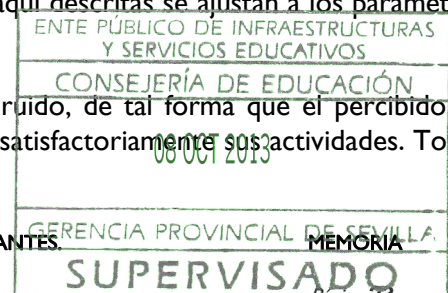 aquí descritas se ajustan a los parámet
ENTE PÚBLICO DE INFRAESTRUCTURAS
Y SERVICIOS EDUCATIVOS
CONSEJERÍA DE EDUCACIÓN
ruido, de tal forma que el percibido
satisfactoriamente sus actividades. To
08 OCT 2013
ANTES.
MEMORIA
GERENCIA PROVINCIAL DE SEVILLA
SUPERVISADO